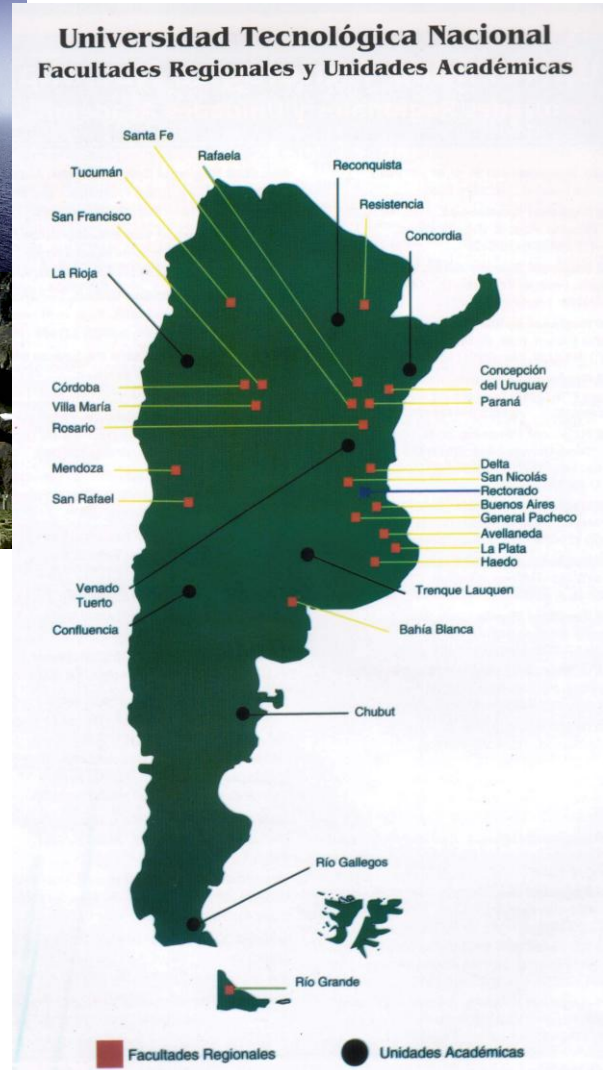 Universidad Tecnológica Nacional
Facultades Regionales y Unidades Académicas
Santa Fe
Rafaela
Tucumán
Reconquista
San Francisco
Resistencia
Concordia
La Rioja
Concepción
del Uruguay
Córdoba
Villa María
Paraná
Rosario
Mendoza
Delta
San Nicolás
Rectorado
San Rafael
Buenos Aires
General Pacheco
Avellaneda
La Plata
Haedo
Venado
Tuerto
Trenque Lauquen
Confluencia
Bahía Blanca
Chubut
Río Gallegos
Río Grande
Facultades Regionales
Unidades Académicas